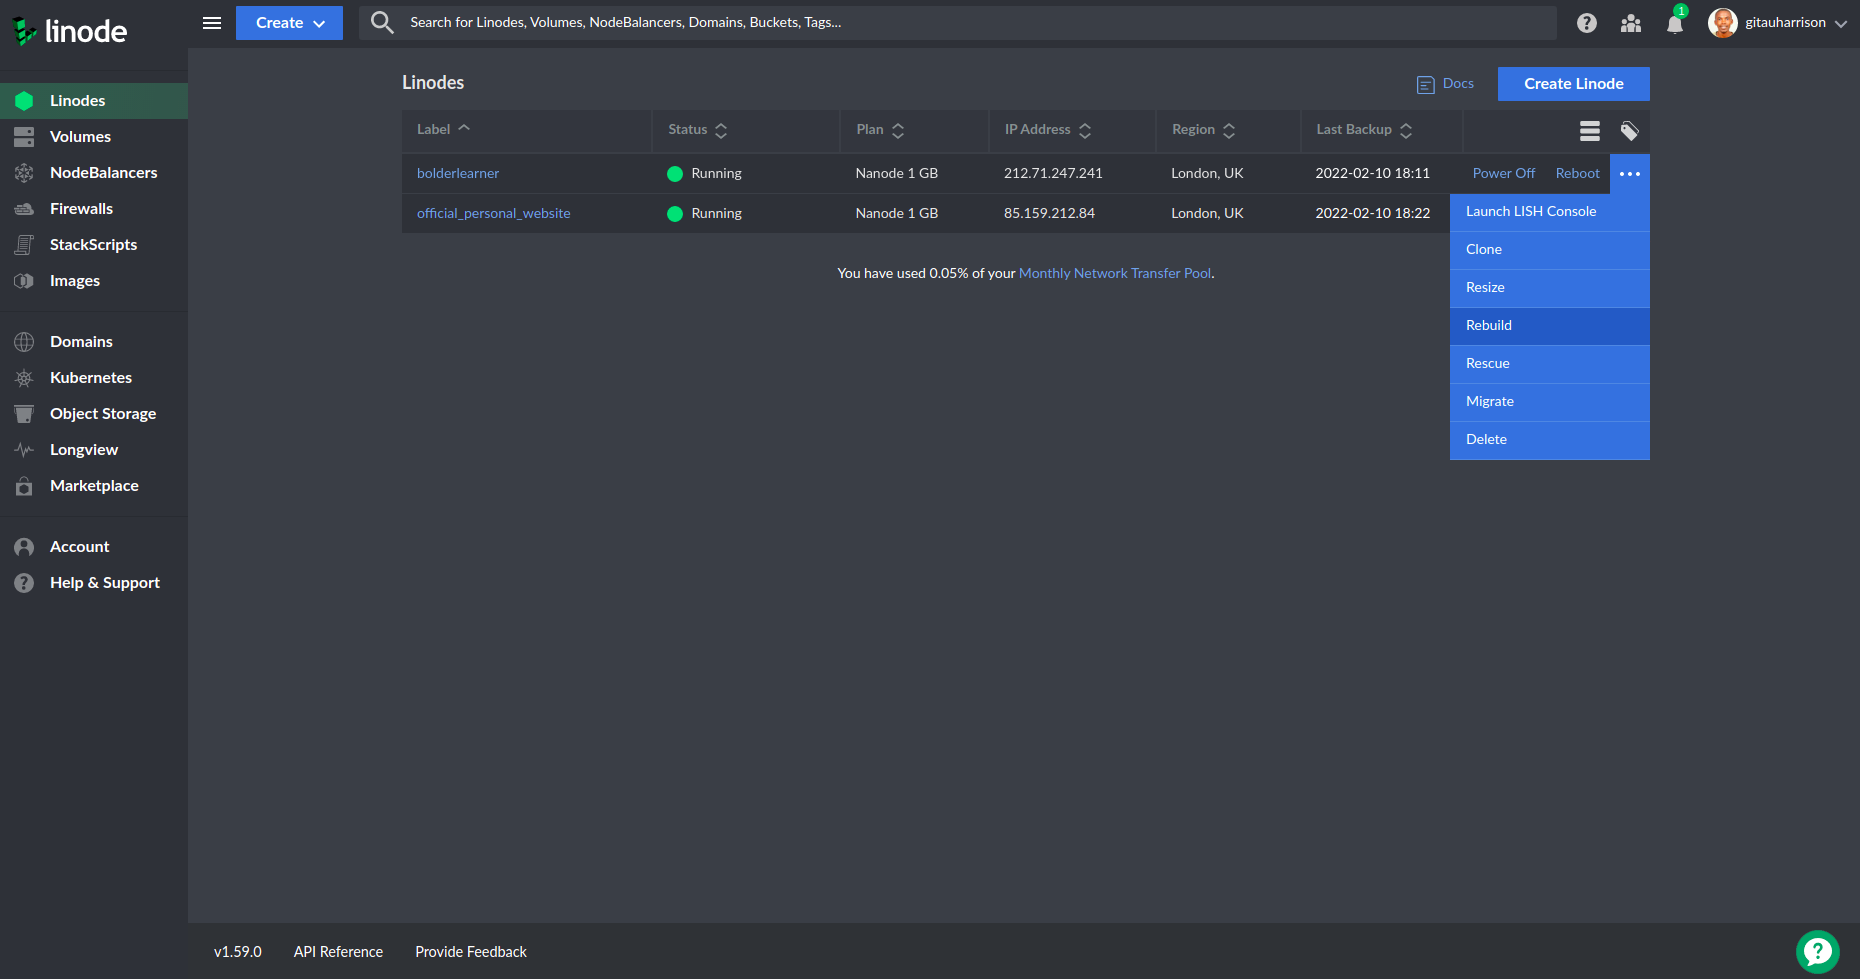 linode
Create
Search for Linodes, Volumes, NodeBalancers, Domains, Buckets, Tags...
1
gitauharrison
Linodes
Volumes
NodeBalancers
Firewalls
StackScripts
Images
Domains
Kubernetes
Object Storage
Longview
Marketplace
Account
Help & Support
Linodes
Docs
Create Linode
Label Status Plan IP Address Region Last Backup
bolderlearner Running Nanode 1 GB 212.71.247.241 London, UK 2022-02-10 18:11 Power Off Reboot
official_personal_website Running Nanode 1 GB 85.159.212.84 London, UK 2022-02-10 18:22
Launch LISH Console
Clone
Resize
Rebuild
Rescue
Migrate
Delete
You have used 0.05% of your Monthly Network Transfer Pool.
v1.59.0 API Reference Provide Feedback